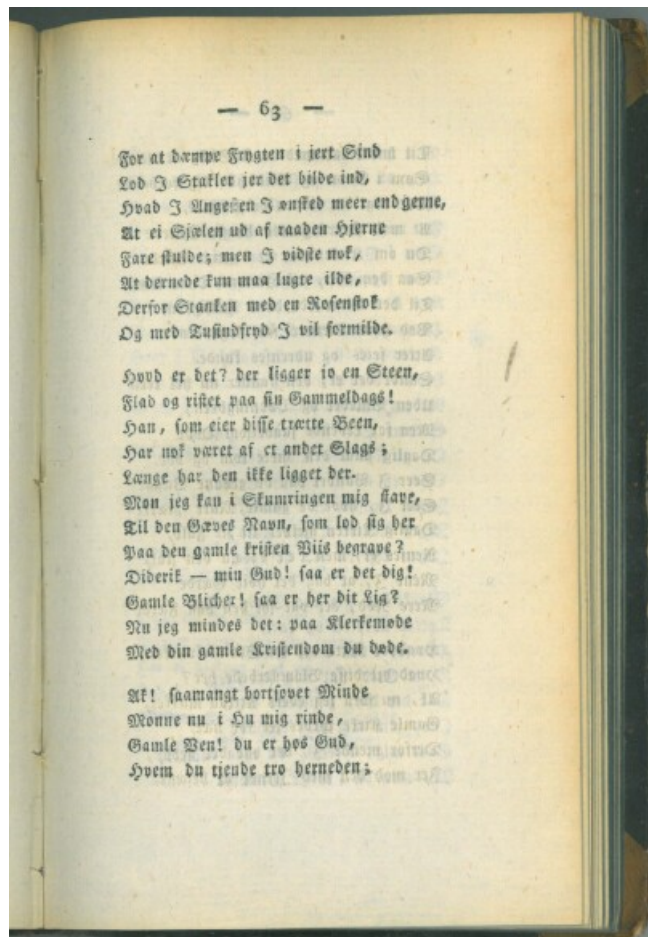 — 63 —
For at dæmpe Frygten i jert Sind
Lod I Stakler jer det bilde ind,
Hvad I Angesten I ønsked meer end gerne,
At ei Sjælen ud af raaden Hjerne
Fare skulde; men I vidste nok,
At dernede kun maa lugte ilde,
Derfor Stanken med en Rosenstok
Og med Tusindfryd I vil formilde.
Hvad er det? der ligger jo en Steen,
Flad og ristet paa sin Gammeldags!
Han, som eier disse trætte Been,
Har nok været af et andet Slags;
Længe har den ikke ligget der.
Mon jeg kan i Skumringen mig stave,
Til den Gæves Navn, som lod sig her
Paa den gamle kristen Viis begrave?
Diderik — min Gud! saa er det dig!
Gamle Blicher! saa er her dit Lig?
Nu jeg mindes det: paa Klerkemode
Med din gamle Kristendom du døde.
Ak! saamangt bortsovet Minde
Monne nu i Hu mig rinde,
Gamle Ven! du er hos Gud,
Hvem du tjende tro herneden;